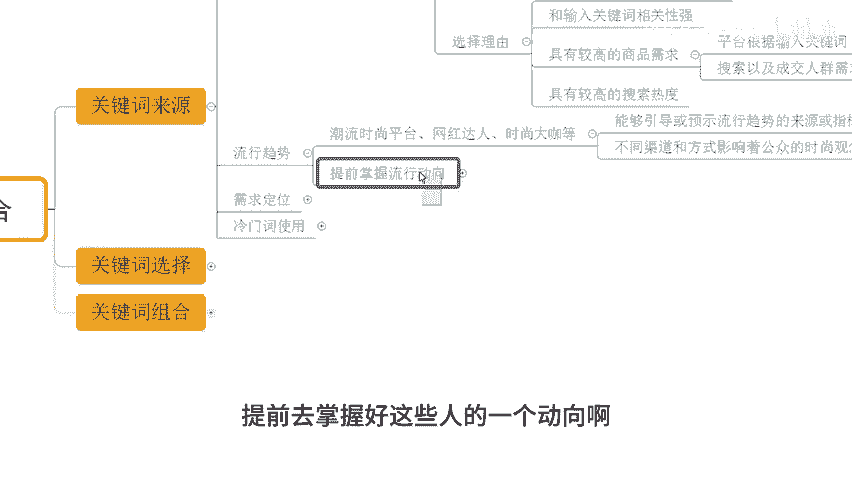 和输入关键词相关性强
选择理由
具有较高的商品需求
平台根据输入关键词
搜索以及成交人群需
具有较高的搜索热度
关键词来源
流行趋势
潮流时尚平台、网红达人、时尚大咖等
能够引导或预示流行趋势的来源或指标
不同渠道和方式影响着公众的时尚观
提前掌握流行动向
需求定位
冷门词使用
合
关键词选择
关键词组合
提前去掌握好这些人的一个动向啊